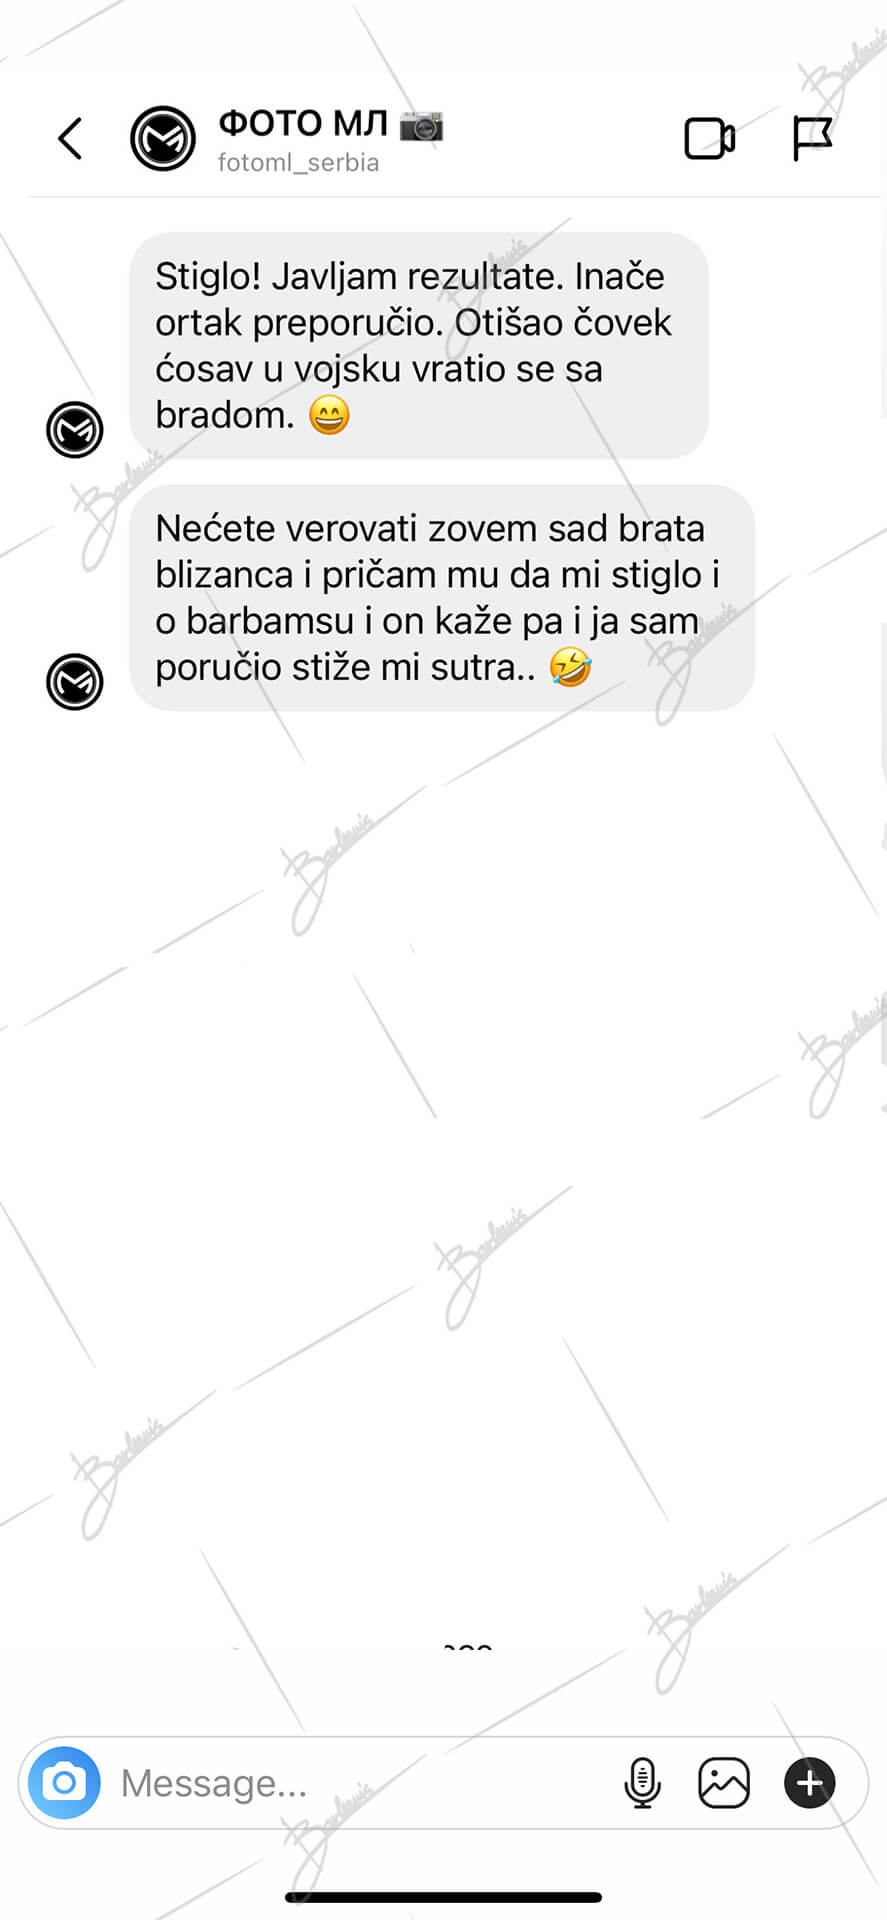 ФОТО МЛ 📷
fotoml_serbia
Stiglo! Javljam rezultate. Inače
ortak preporučio. Otišao čovek
ćosav u vojsku vratio se sa
bradom. 😄
Nećete verovati zovem sad brata
blizanca i pričam mu da mi stiglo i
o barbamsu i on kaže pa i ja sam
poručio stiže mi sutra.. 🤣
Message...